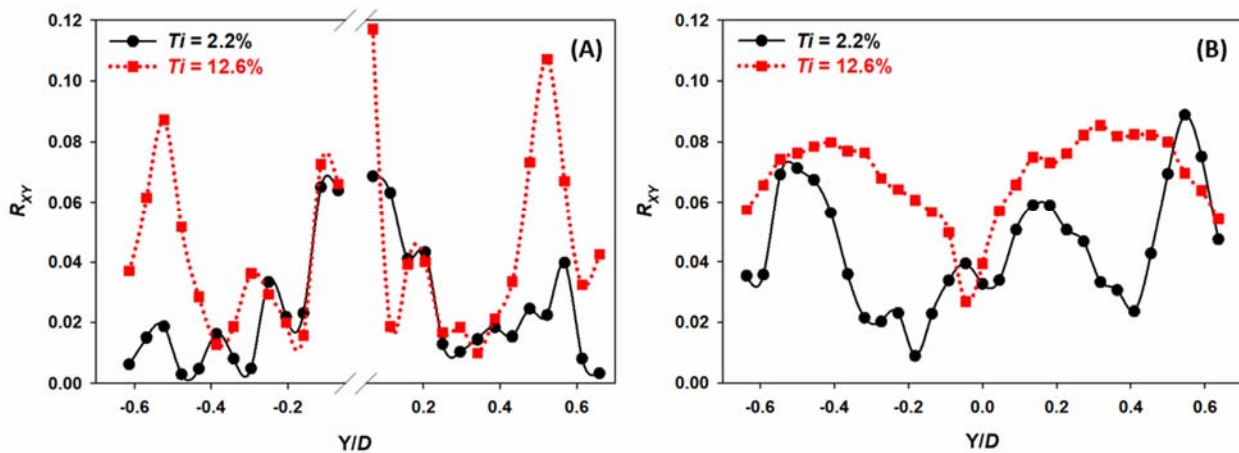 0.12
Ti = 2.2%
Ti = 12.6%
(A)
0.10
0.08
0.06
0.04
0.02
0.00
R_XY
-0.6 -0.4 -0.2 0.2 0.4 0.6
Y/D
0.12
Ti = 2.2%
Ti = 12.6%
(B)
0.10
0.08
0.06
0.04
0.02
0.00
R_XY
-0.6 -0.4 -0.2 0.0 0.2 0.4 0.6
Y/D